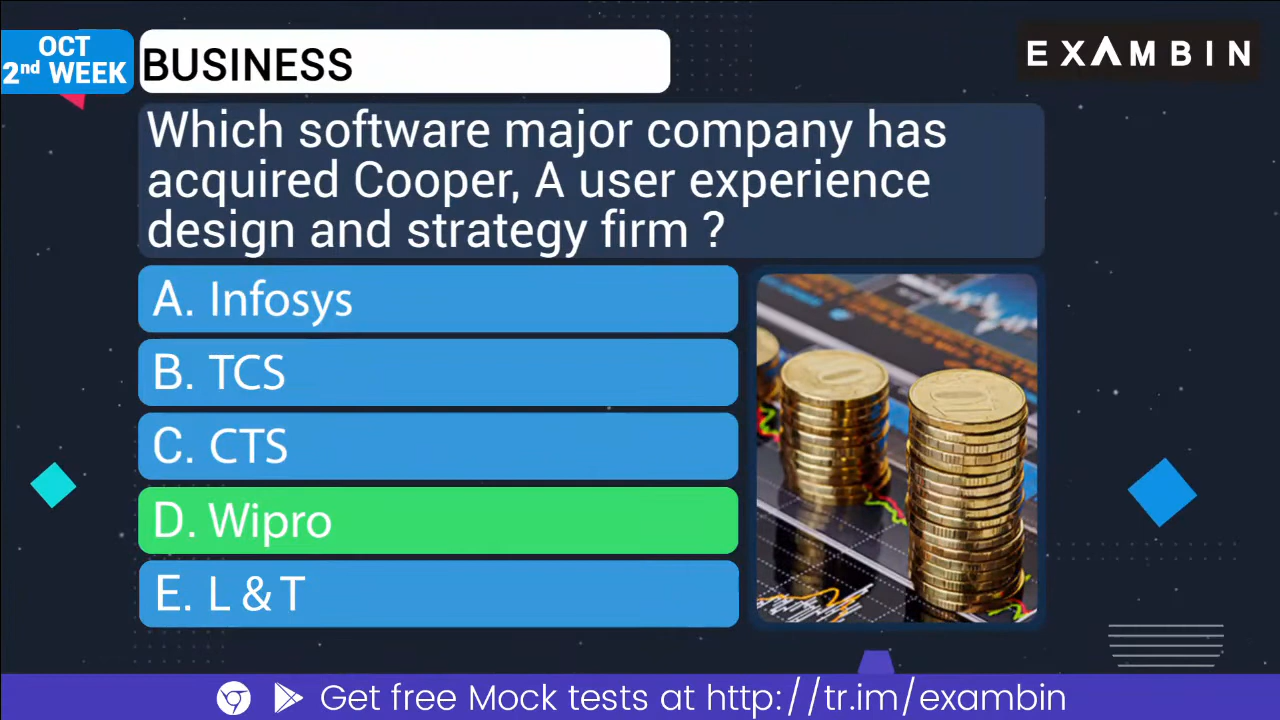 OCT
2nd WEEK
BUSINESS
EXAMBIN
Which software major company has
acquired Cooper, A user experience
design and strategy firm ?
A. Infosys
B. TCS
C. CTS
D. Wipro
E. L & T
Get free Mock tests at http://tr.im/exambin